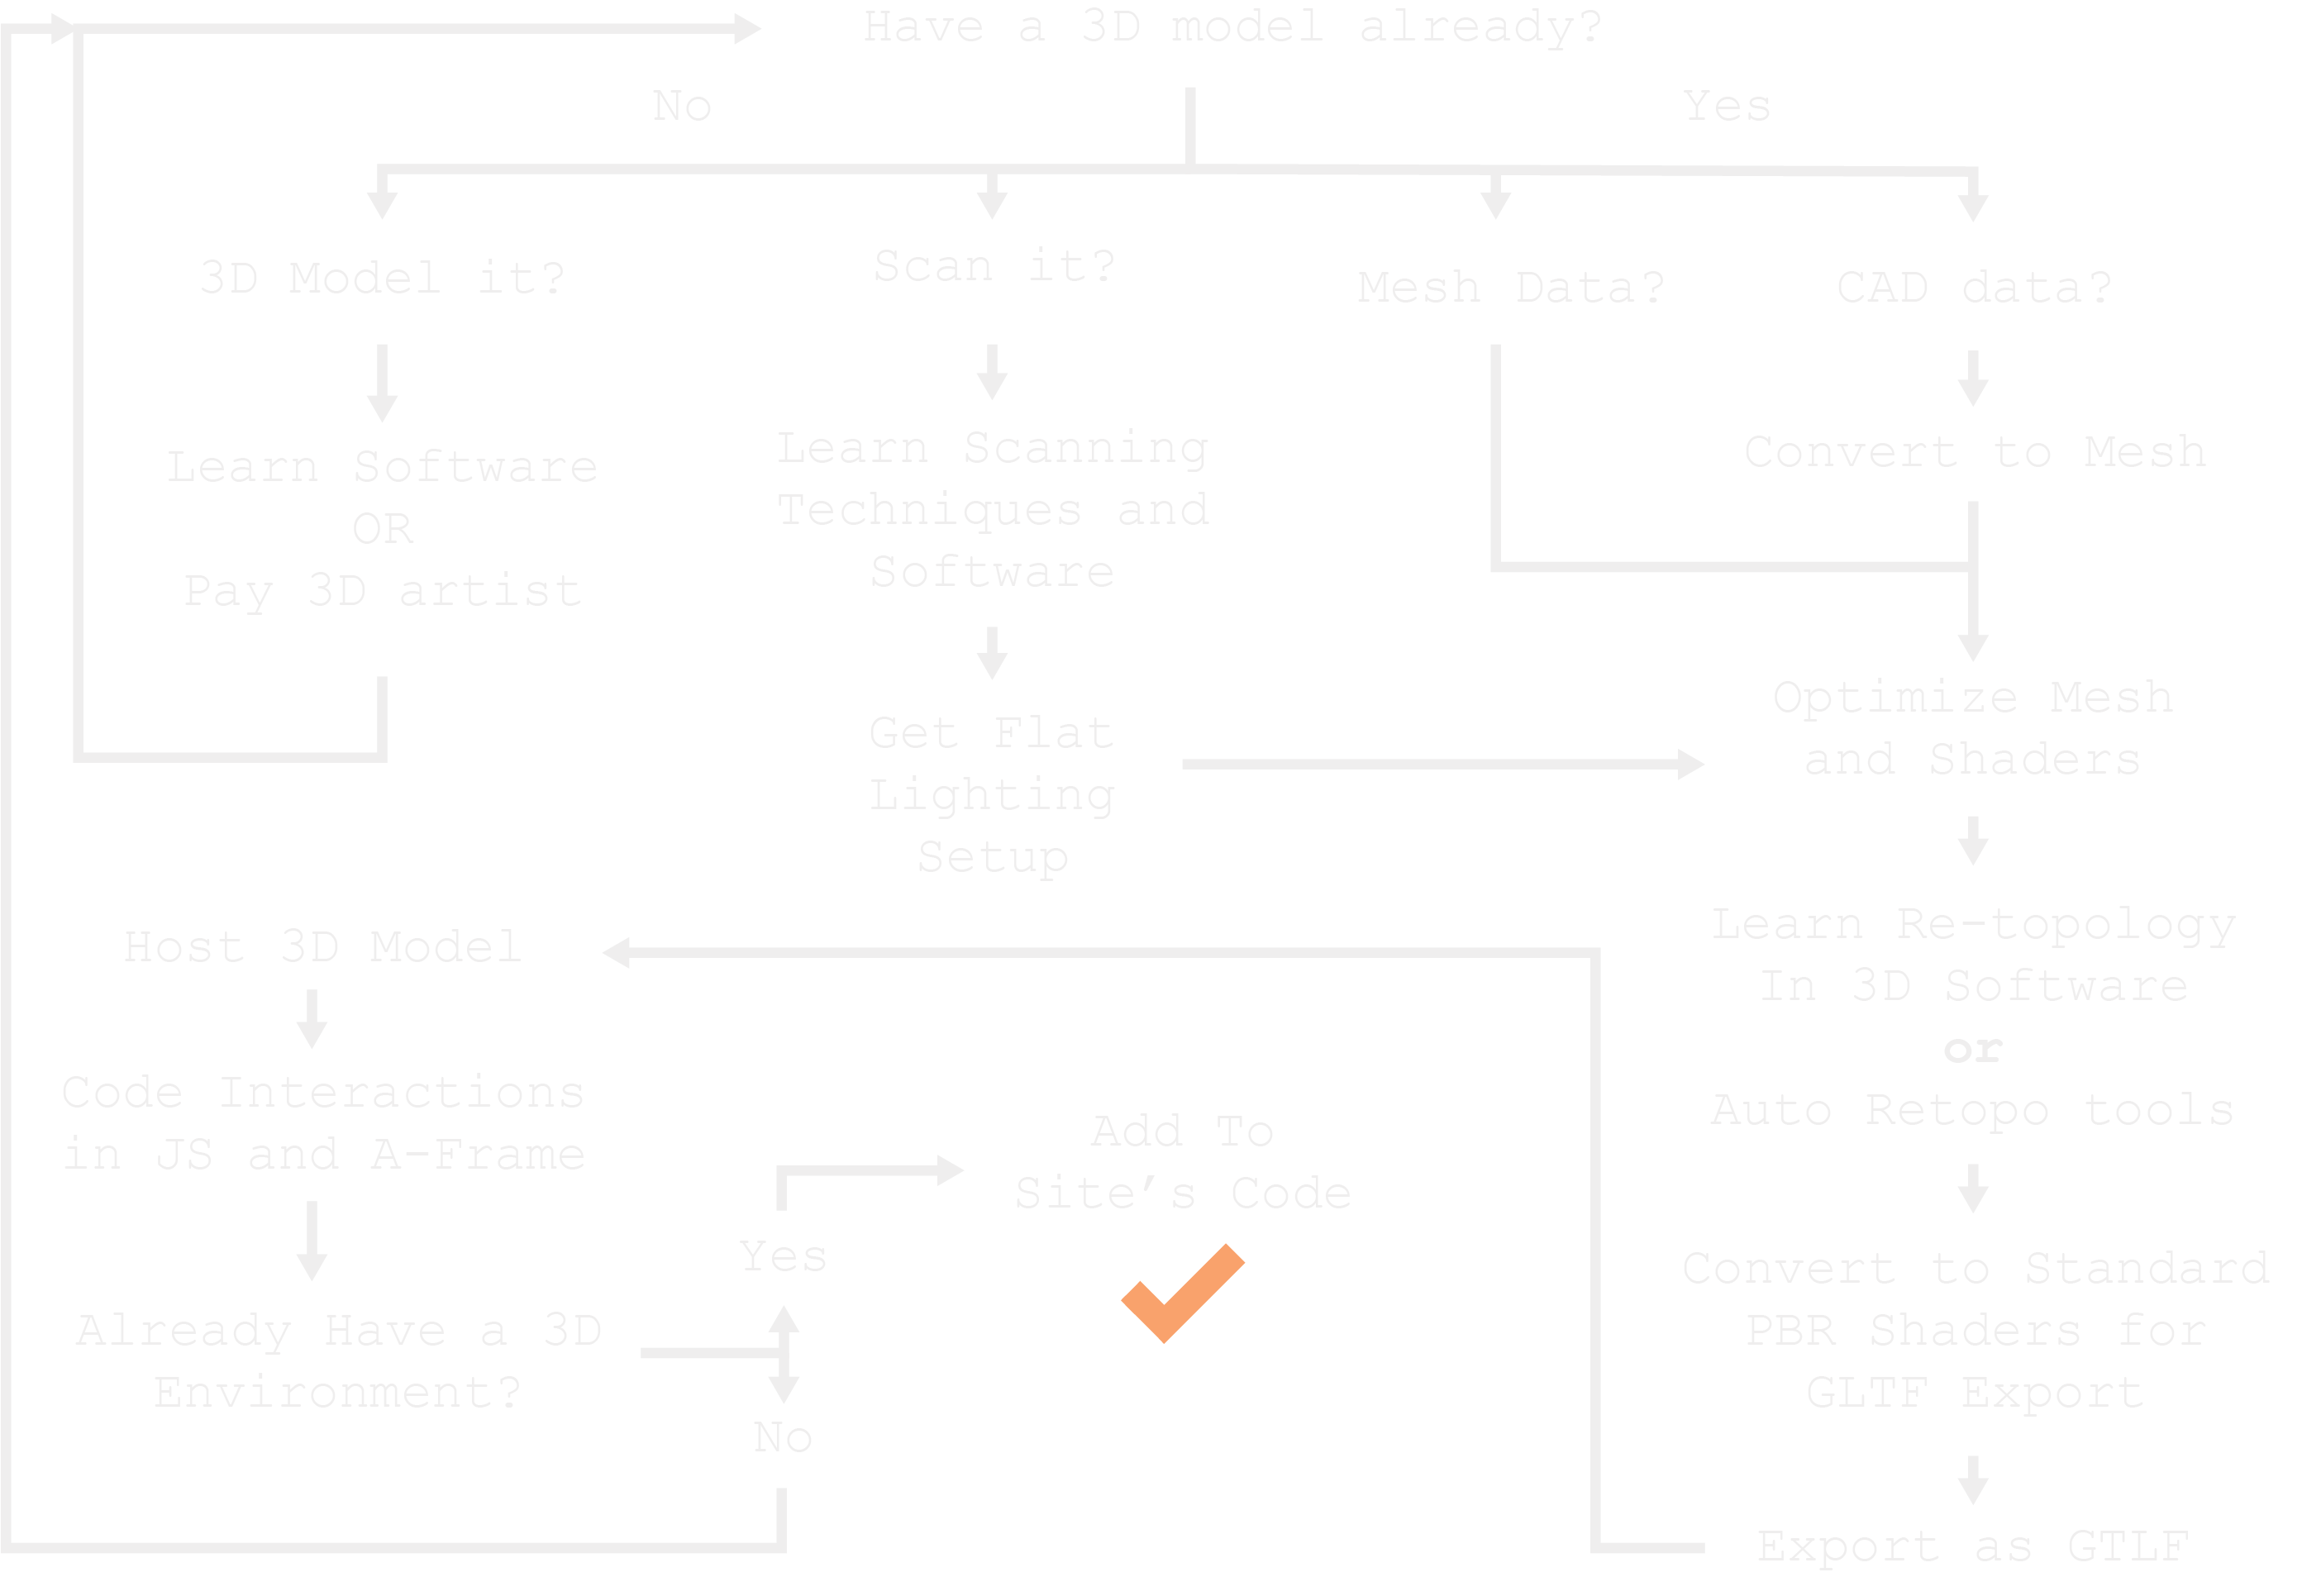 Have a 3D model already?
No
Yes
3D Model it?
Scan it?
Mesh Data?
CAD data?
Learn Software
OR
Pay 3D artist
Learn Scanning
Techniques and
Software
Convert to Mesh
Get Flat
Lighting
Setup
Optimize Mesh
and Shaders
Host 3D Model
Learn Re-topology
In 3D Software
or
Auto Retopo tools
Code Interactions
in JS and A-Frame
Add To
Site's Code
Yes
Convert to Standard
PBR Shaders for
GLTF Export
Already Have a 3D
Environment?
No
Export as GTLF